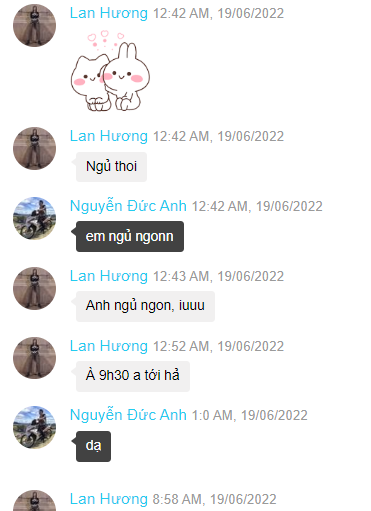 Lan Hương 12:42 AM, 19/06/2022
Lan Hương 12:42 AM, 19/06/2022
Ngủ thoi
Nguyễn Đức Anh 12:42 AM, 19/06/2022
em ngủ ngonn
Lan Hương 12:43 AM, 19/06/2022
Anh ngủ ngon, iuuu
Lan Hương 12:52 AM, 19/06/2022
À 9h30 a tới hả
Nguyễn Đức Anh 1:0 AM, 19/06/2022
dạ
Lan Hương 8:58 AM, 19/06/2022